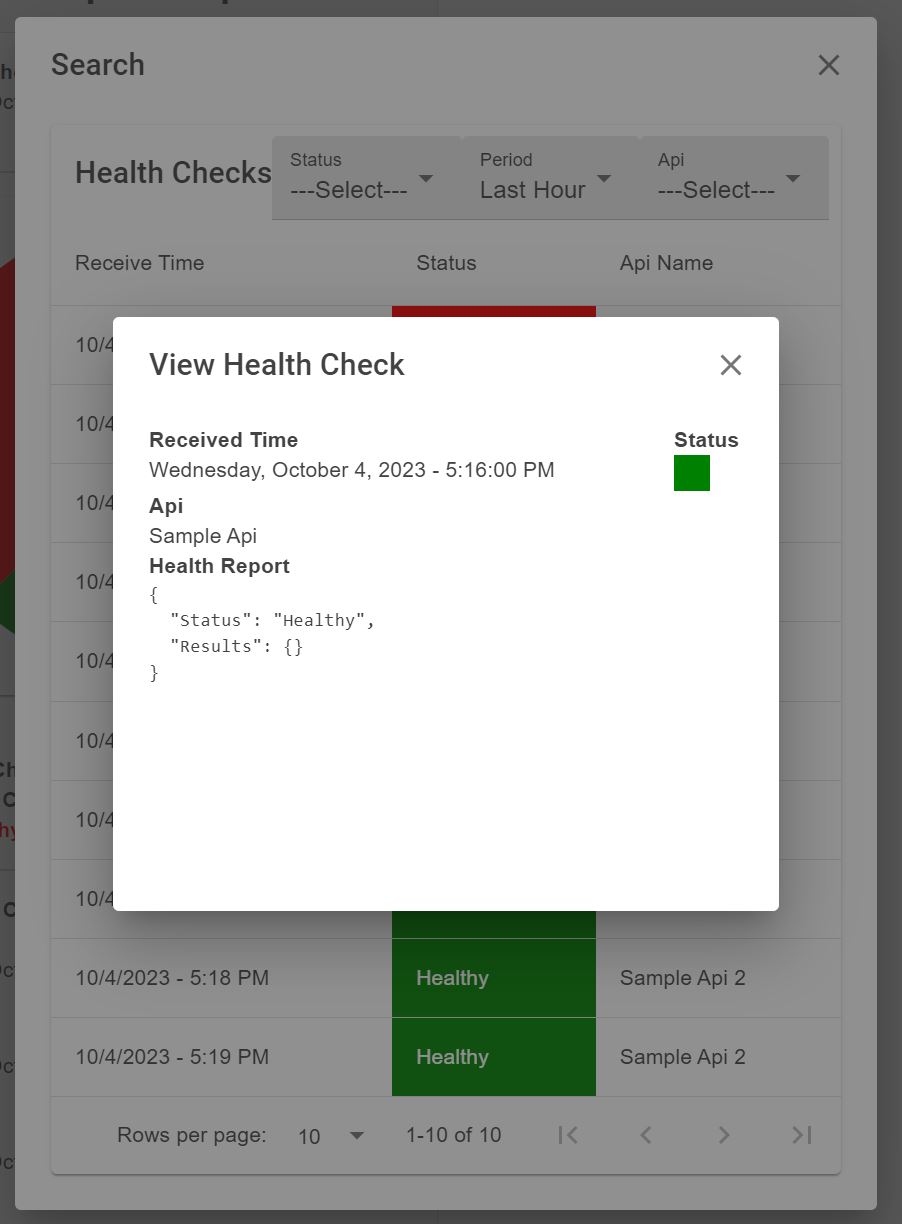 Search
Health Checks
Status
---Select---
Period
Last Hour
Api
---Select---
Receive Time Status Api Name
10/4
10/4
10/4
10/4
10/4
10/4
10/4
10/4
View Health Check
Received Time
Wednesday, October 4, 2023 - 5:16:00 PM
Status
Api
Sample Api
Health Report
{
  "Status": "Healthy",
  "Results": {}
}
10/4/2023 - 5:18 PM Healthy Sample Api 2
10/4/2023 - 5:19 PM Healthy Sample Api 2
Rows per page: 10 1-10 of 10